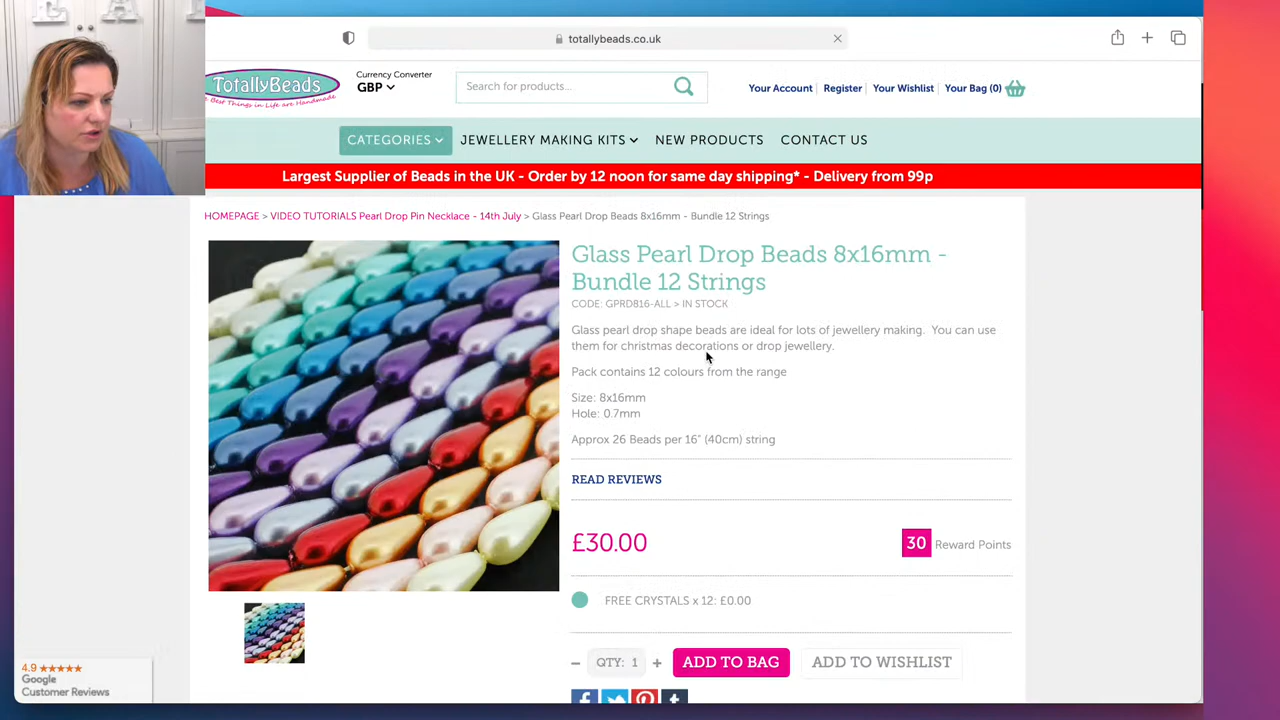 totallybeads.co.uk
TotallyBeads
Best Things in Life are Handmade
Currency Converter
GBP
Search for products...
Your Account
Register
Your Wishlist
Your Bag (0)
CATEGORIES
JEWELLERY MAKING KITS
NEW PRODUCTS
CONTACT US
Largest Supplier of Beads in the UK - Order by 12 noon for same day shipping* - Delivery from 99p
HOMEPAGE > VIDEO TUTORIALS Pearl Drop Pin Necklace - 14th July > Glass Pearl Drop Beads 8x16mm - Bundle 12 Strings
Glass Pearl Drop Beads 8x16mm -
Bundle 12 Strings
CODE: GPRD816-ALL > IN STOCK
Glass pearl drop shape beads are ideal for lots of jewellery making. You can use
them for christmas decorations or drop jewellery.
Pack contains 12 colours from the range
Size: 8x16mm
Hole: 0.7mm
Approx 26 Beads per 16" (40cm) string
READ REVIEWS
£30.00
30 Reward Points
FREE CRYSTALS x 12: £0.00
− QTY: 1 +
ADD TO BAG
ADD TO WISHLIST
4.9 ★★★★★
Google
Customer Reviews